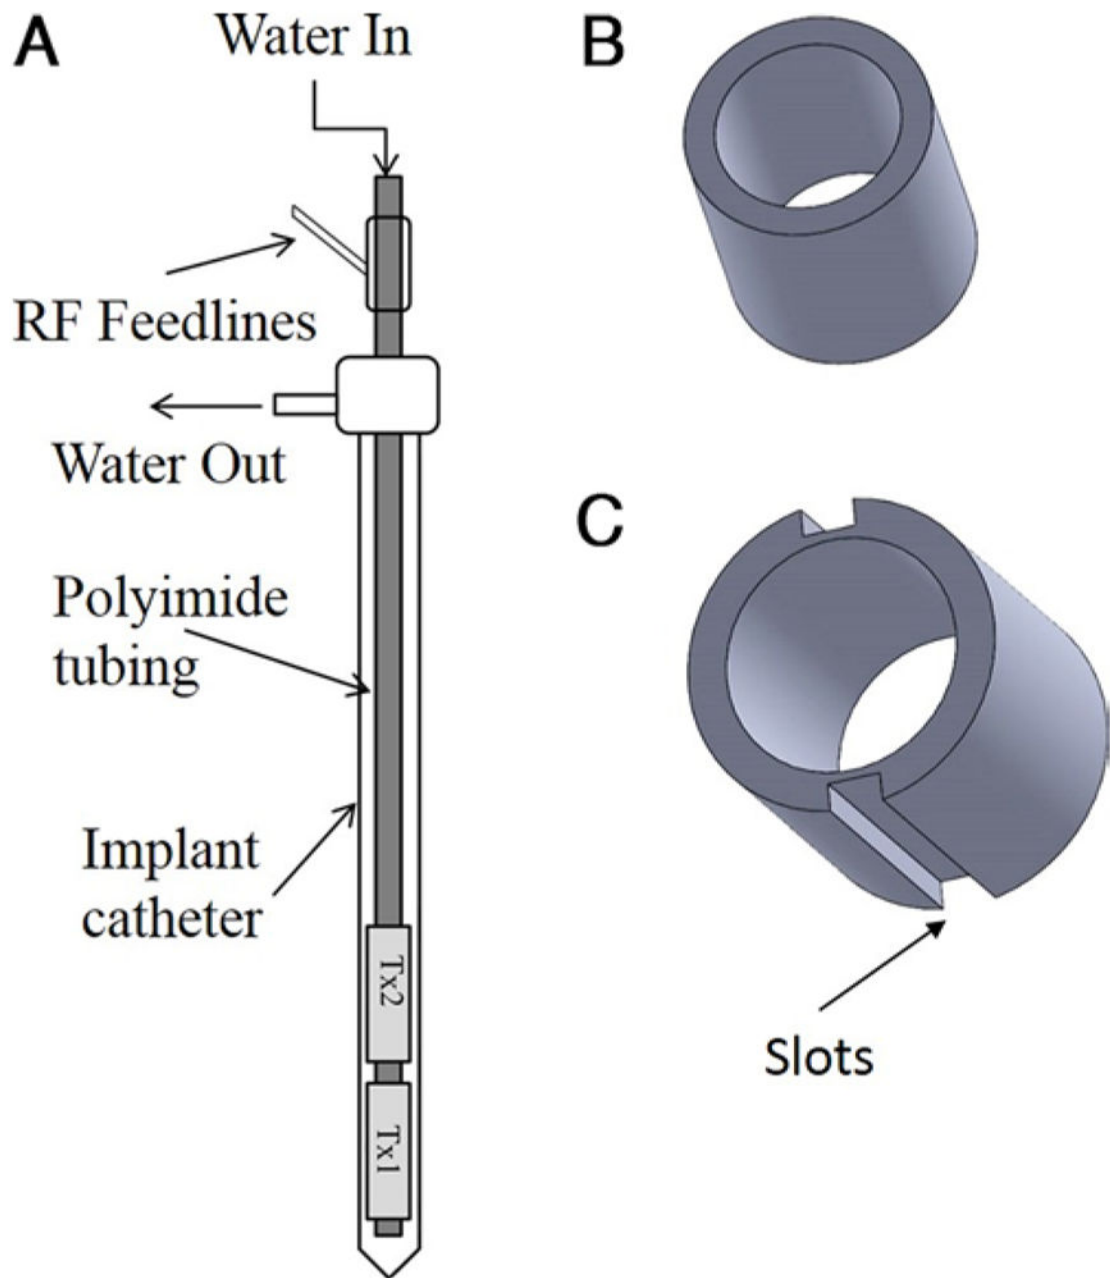 A
Water In
RF Feedlines
Water Out
Polyimide
tubing
Implant
catheter
Tx2
Tx1
B
C
Slots